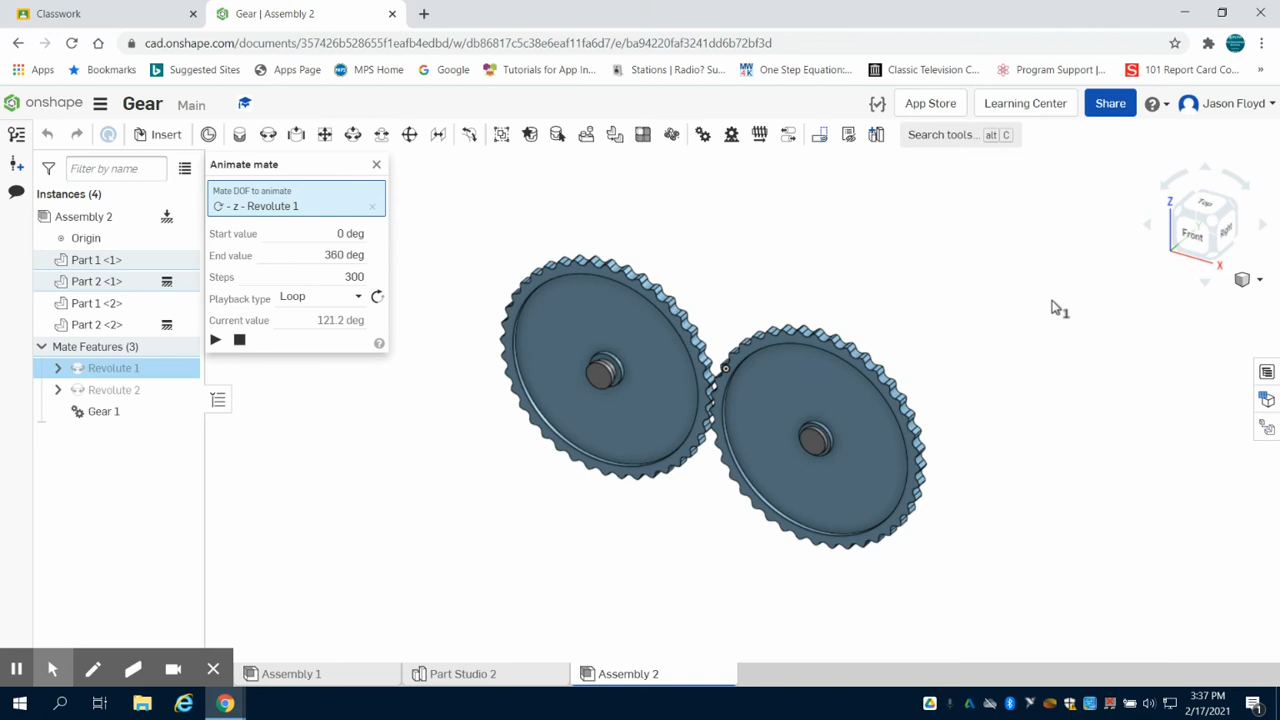 Classwork
Gear | Assembly 2
cad.onshape.com/documents/357426b528655f1eafb4edbd/w/db86817c5c38e6eaf11fa6d7/e/ba94220faf3241dd6b72bf3d
Apps Bookmarks Suggested Sites Apps Page MPS Home Google Tutorials for App In... Stations | Radio? Su... One Step Equation:... Classic Television C... Program Support |... 101 Report Card Co... »
onshape Gear Main App Store Learning Center Share Jason Floyd
Insert Search tools... alt C
Filter by name
Instances (4)
Assembly 2
Origin
Part 1 <1>
Part 2 <1>
Part 1 <2>
Part 2 <2>
Mate Features (3)
Revolute 1
Revolute 2
Gear 1
Animate mate
Mate DOF to animate
- z - Revolute 1
Start value 0 deg
End value 360 deg
Steps 300
Playback type Loop
Current value 121.2 deg
Z Top
Front Right
X
1
Assembly 1 Part Studio 2 Assembly 2
3:37 PM
2/17/2021
1